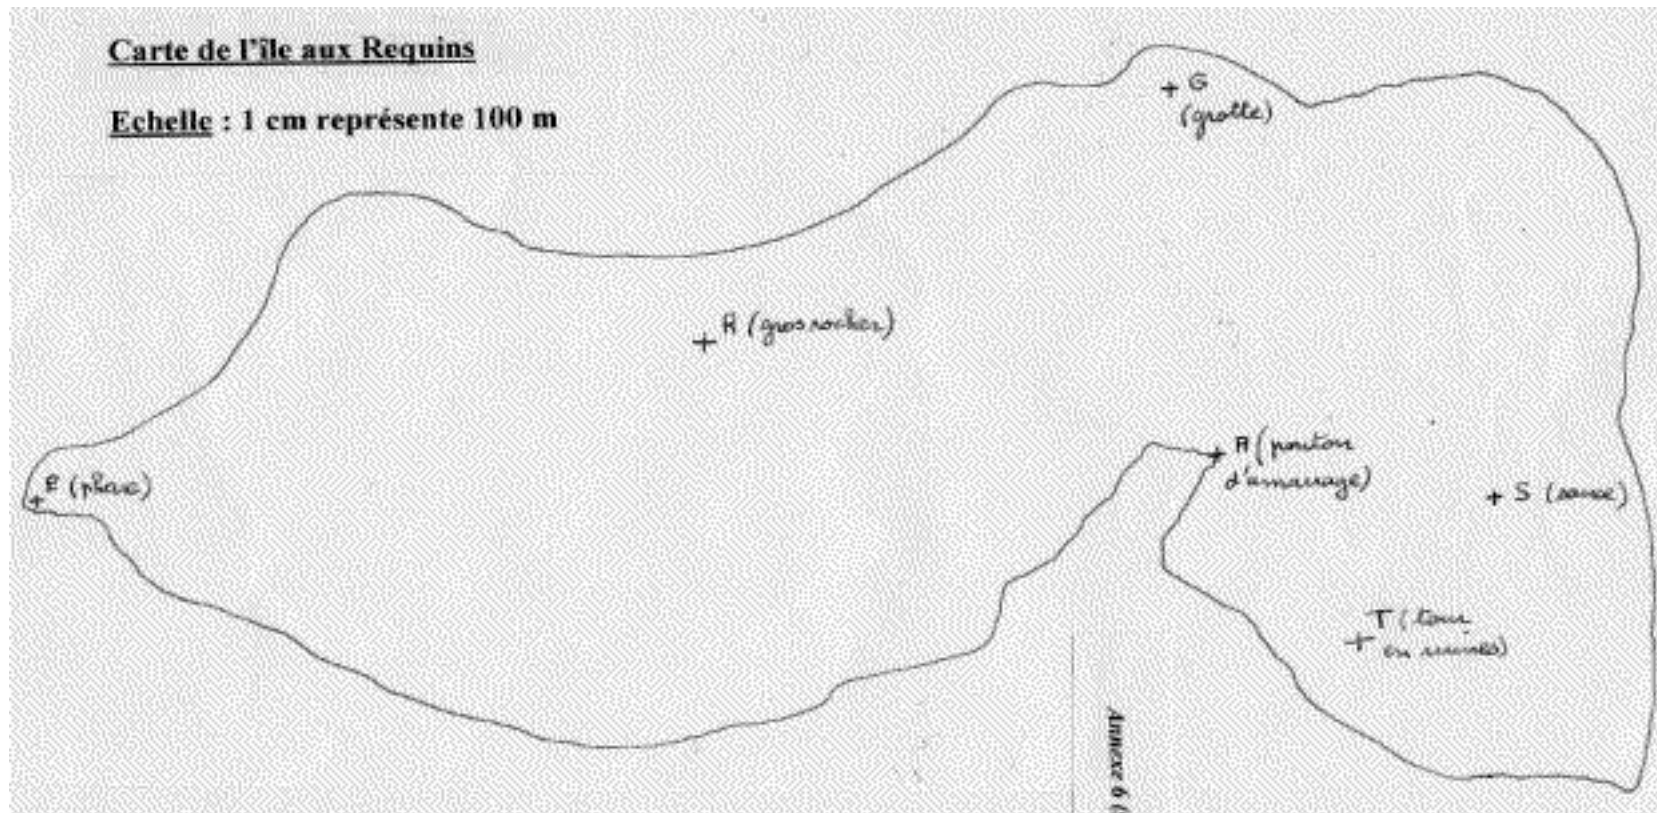 Carte de l'île aux Requins
Echelle : 1 cm représente 100 m
G
(grotte)
R (gros rocher)
A (ponton
d'amarrage)
E (phare)
S (source)
T (tour
en ruines)
Annexe 6 (